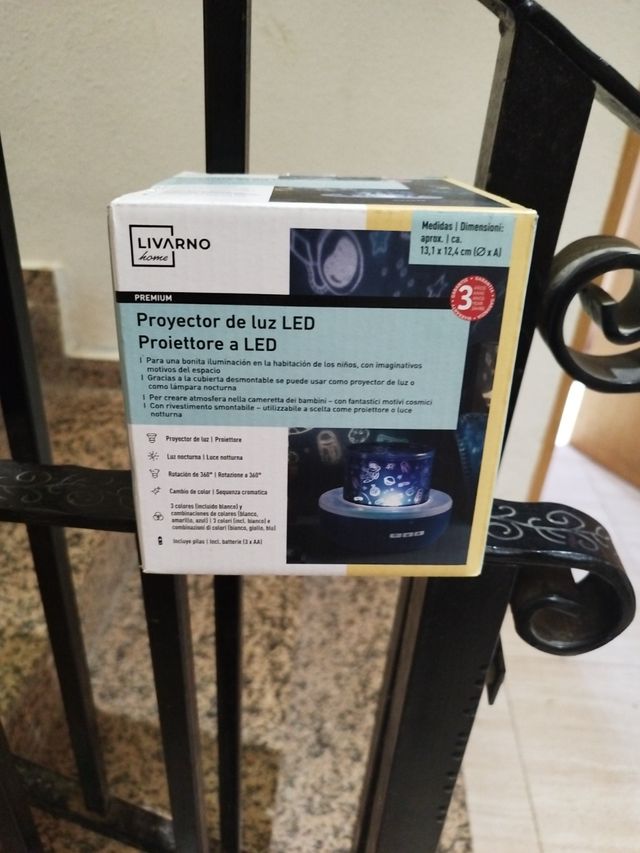 LIVARNO
home
Medidas | Dimensioni:
aprox. | ca.
13,1 x 12,4 cm (Ø x A)
3
PREMIUM
Proyector de luz LED
Proiettore a LED
Para una bonita iluminación en la habitación de los niños, con imaginativos
motivos del espacio
Gracias a la cubierta desmontable se puede usar como proyector de luz o
como lámpara nocturna
Per creare atmosfera nella cameretta dei bambini – con fantastici motivi cosmici
Con rivestimento smontabile – utilizzabile a scelta come proiettore o luce
notturna
Proyector de luz | Proiettore
Luz nocturna | Luce notturna
Rotación de 360° | Rotazione a 360°
Cambio de color | Sequenza cromatica
3 colores (incluido blanco) y
combinaciones de colores (blanco,
amarillo, azul) | 3 colori (incl. bianco) e
combinazioni di colori (bianco, giallo, blu)
Incluye pilas | Incl. batterie (3 x AA)